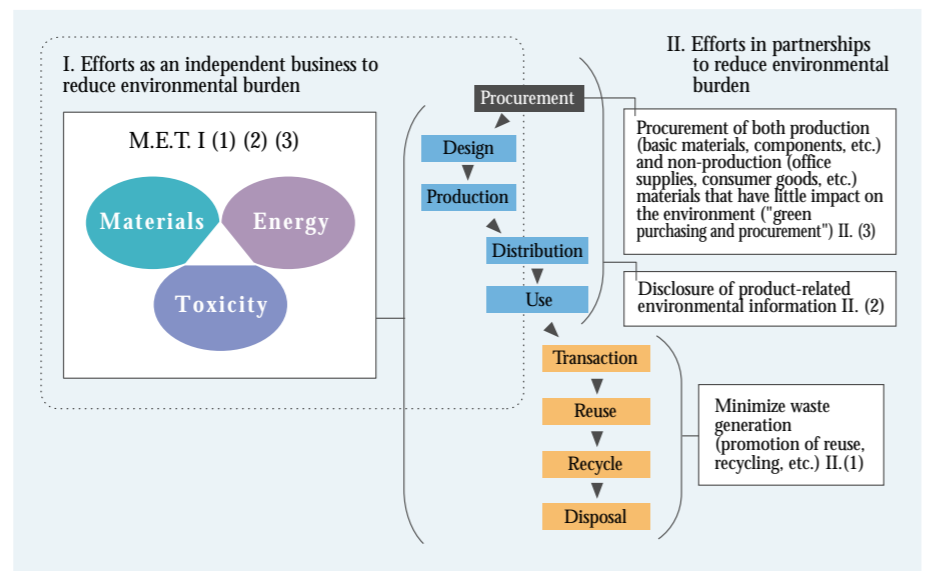 I. Efforts as an independent business to
reduce environmental burden
M.E.T. I (1) (2) (3)
Materials
Energy
Toxicity
Procurement
Design
Production
Distribution
Use
Transaction
Reuse
Recycle
Disposal
II. Efforts in partnerships
to reduce environmental
burden
Procurement of both production
(basic materials, components, etc.)
and non-production (office
supplies, consumer goods, etc.)
materials that have little impact on
the environment ("green
purchasing and procurement") II. (3)
Disclosure of product-related
environmental information II. (2)
Minimize waste
generation
(promotion of reuse,
recycling, etc.) II.(1)